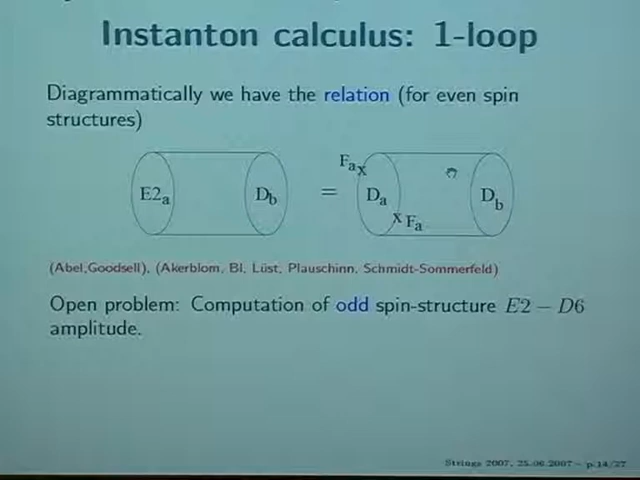 Instanton calculus: 1-loop
Diagrammatically we have the relation (for even spin
structures)
E2a Db = Fa x Da x Fa Db
(Abel,Goodsell), (Akerblom, Bl, Lüst, Plauschinn, Schmidt-Sommerfeld)
Open problem: Computation of odd spin-structure E2 − D6
amplitude.
Strings 2007, 25.06.2007 – p.14/27